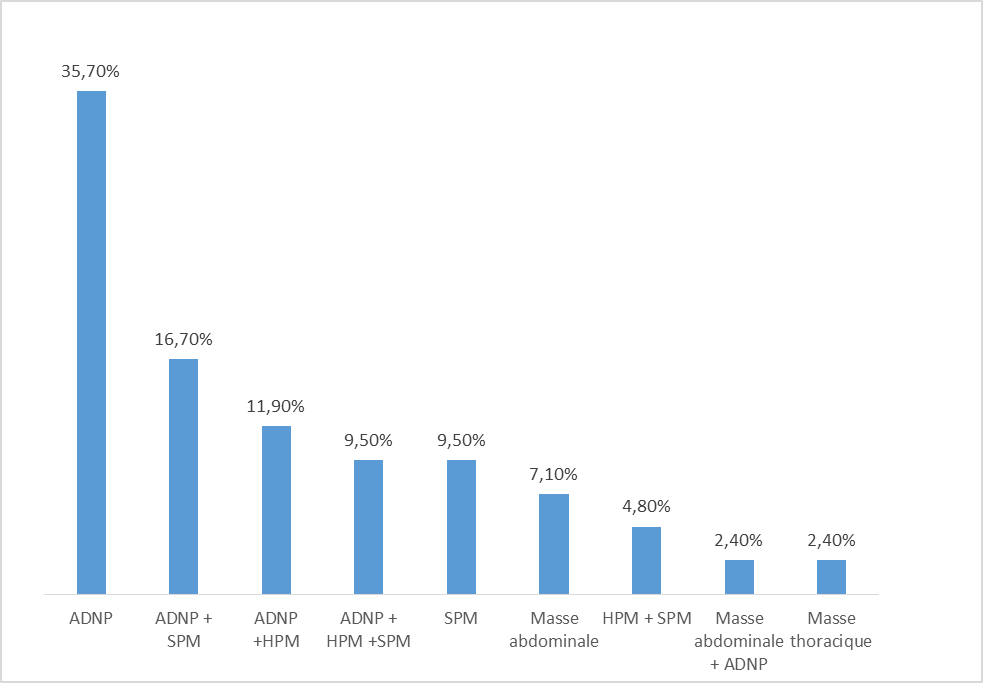 35,70%
16,70%
11,90%
9,50%
9,50%
7,10%
4,80%
2,40%
2,40%
ADNP
ADNP +
SPM
ADNP
+HPM
ADNP +
HPM +SPM
SPM
Masse
abdominale
HPM + SPM
Masse
abdominale
+ ADNP
Masse
thoracique